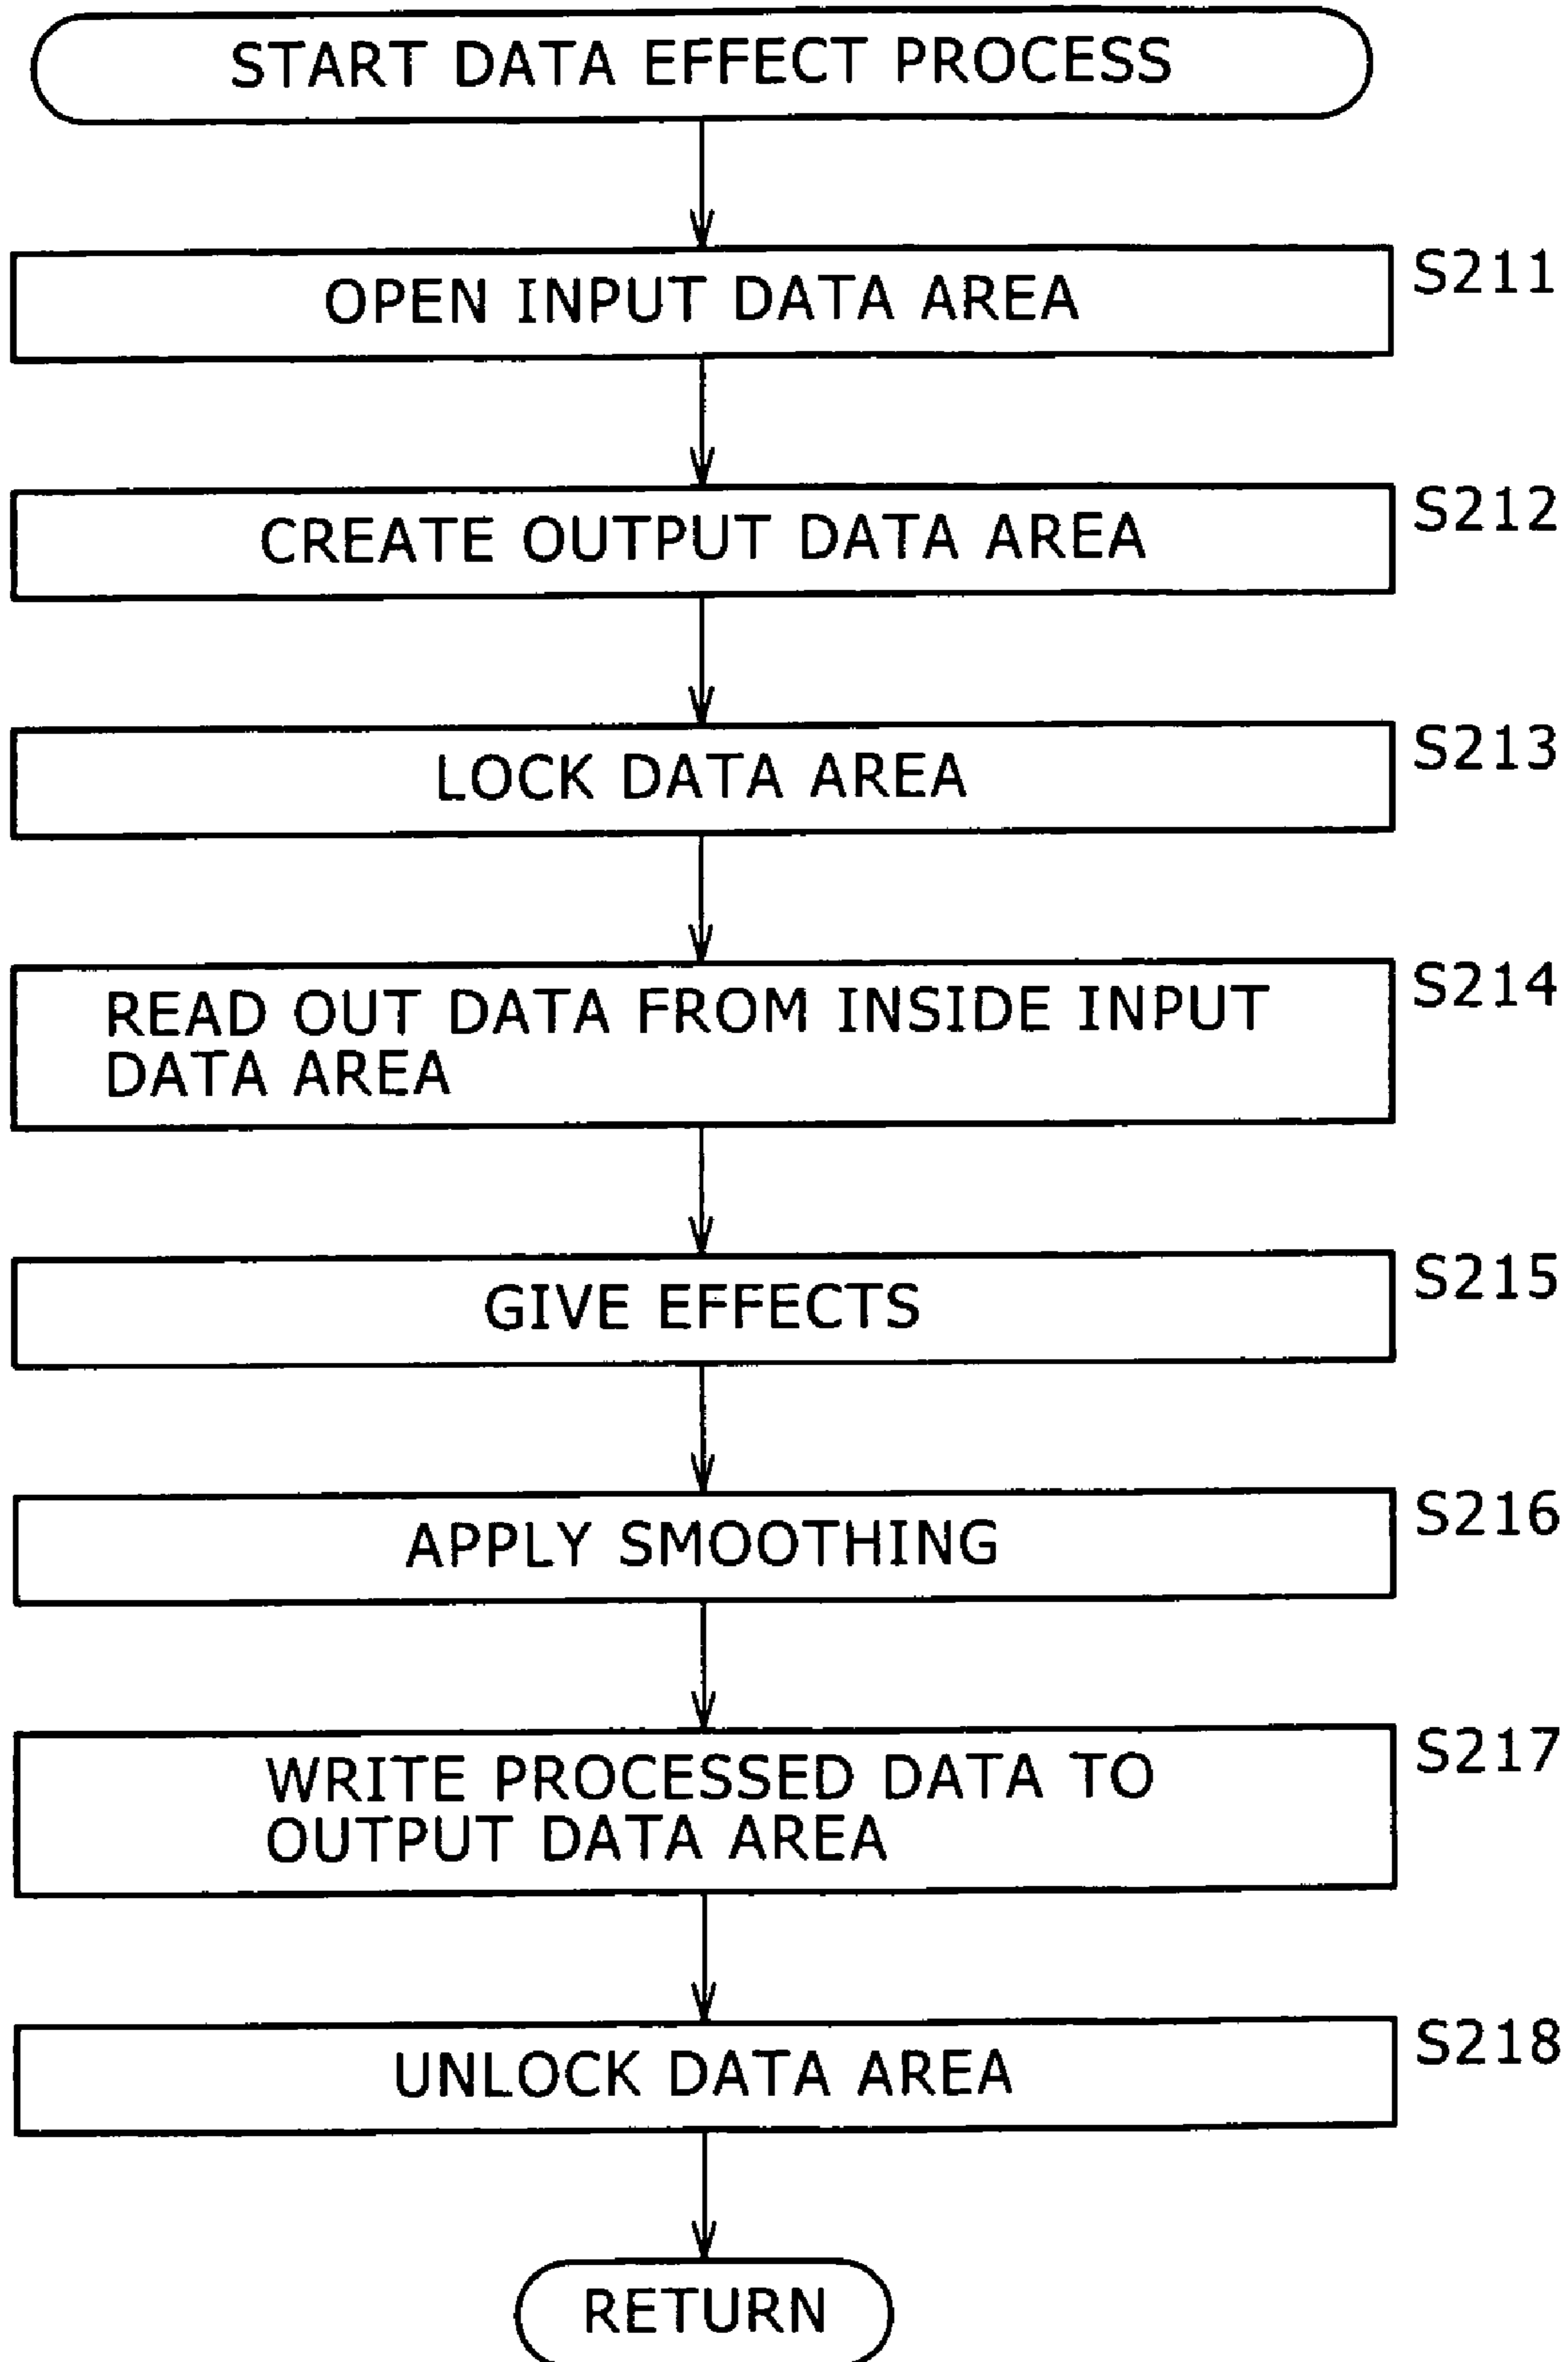 START DATA EFFECT PROCESS
OPEN INPUT DATA AREA
S211
CREATE OUTPUT DATA AREA
S212
LOCK DATA AREA
S213
READ OUT DATA FROM INSIDE INPUT
DATA AREA
S214
GIVE EFFECTS
S215
APPLY SMOOTHING
S216
WRITE PROCESSED DATA TO
OUTPUT DATA AREA
S217
UNLOCK DATA AREA
S218
RETURN